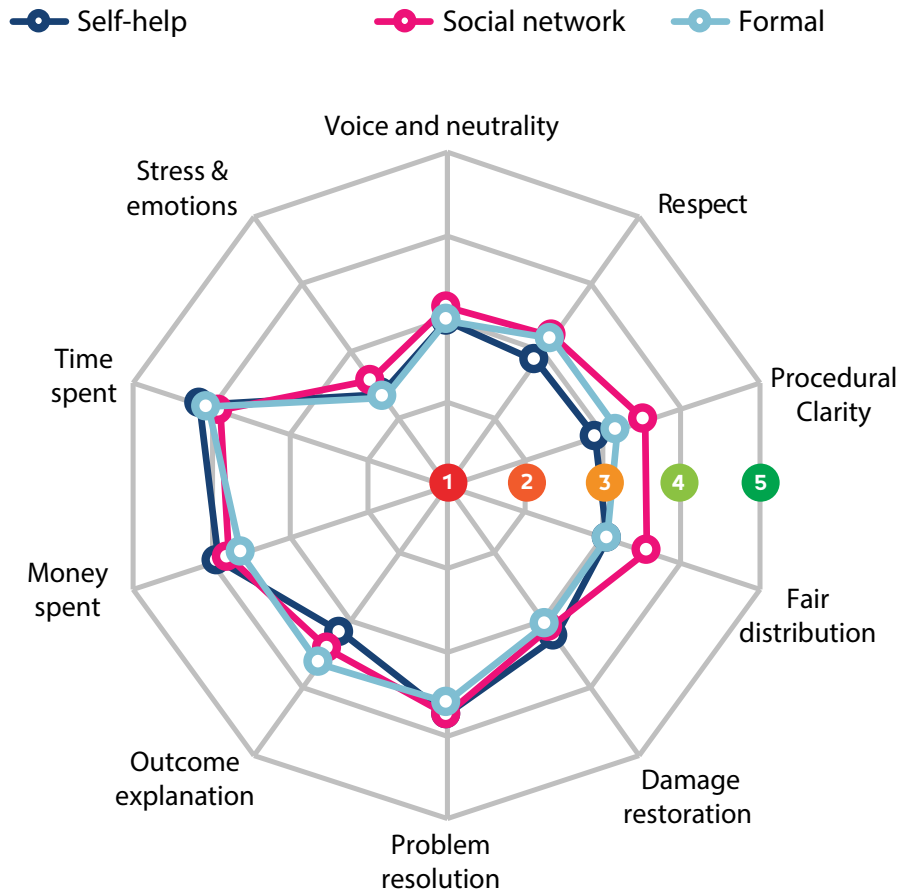 Self-help
Social network
Formal
Voice and neutrality
Stress &
emotions
Respect
Time
spent
Procedural
Clarity
1
2
3
4
5
Money
spent
Fair
distribution
Outcome
explanation
Damage
restoration
Problem
resolution